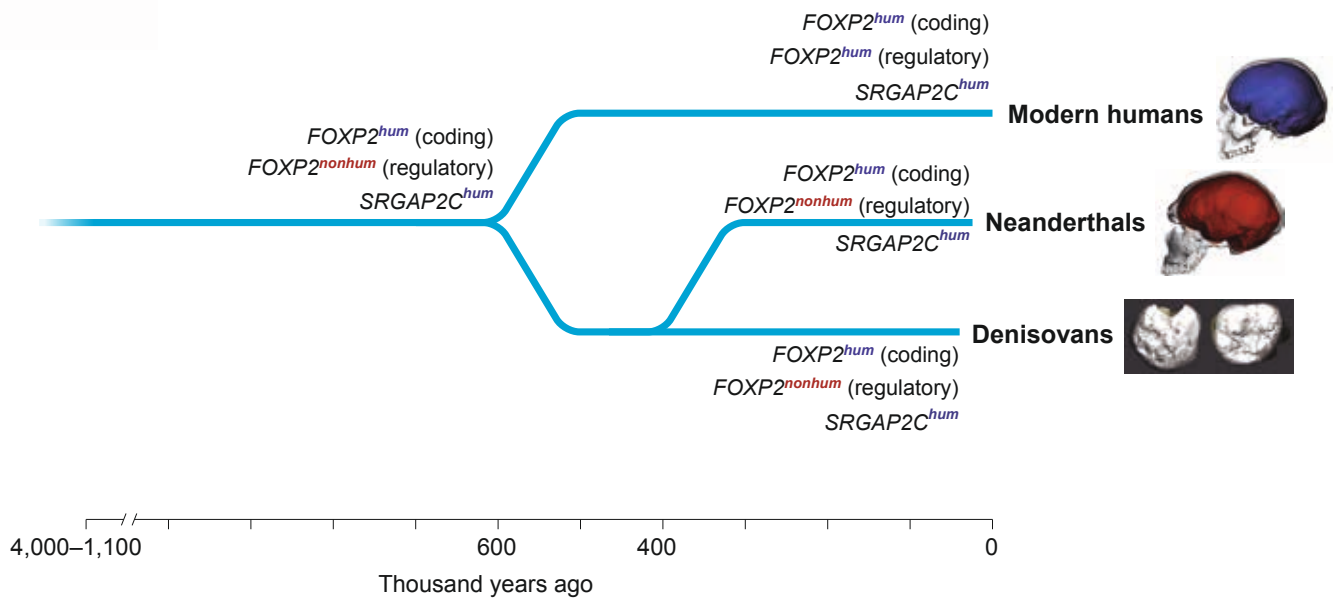 FOXP2hum (coding)
FOXP2hum (regulatory)
SRGAP2Chum
Modern humans
FOXP2hum (coding)
FOXP2nonhum (regulatory)
SRGAP2Chum
FOXP2hum (coding)
FOXP2nonhum (regulatory)
SRGAP2Chum
Neanderthals
Denisovans
FOXP2hum (coding)
FOXP2nonhum (regulatory)
SRGAP2Chum
4,000–1,100 600 400 0
Thousand years ago